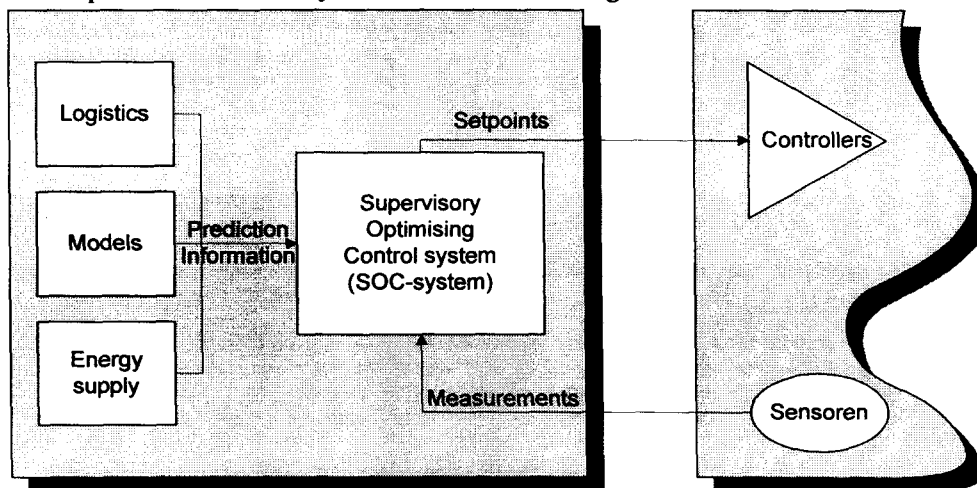 Logistics
Models
Energy
supply
Prediction
Information
Supervisory
Optimising
Control system
(SOC-system)
Setpoints
Measurements
Controllers
Sensoren